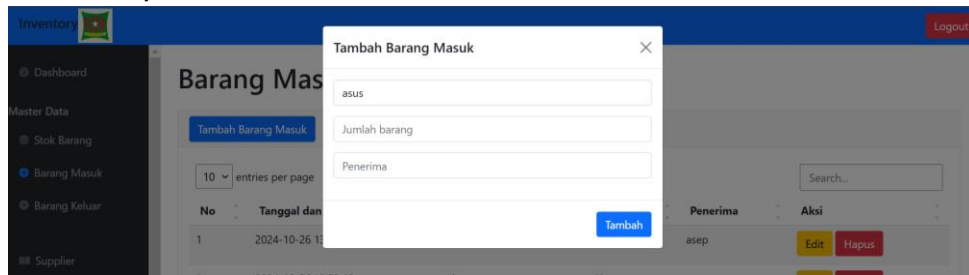 Inventory
Logout
Tambah Barang Masuk
Dashboard
Barang Mas
asus
Master Data
Tambah Barang Masuk
Jumlah barang
Stok Barang
Penerima
Barang Masuk
10 entries per page
Search...
Barang Keluar
No Tanggal dan Penerima Aksi
Tambah
1 2024-10-26 13 asep Edit Hapus
Supplier